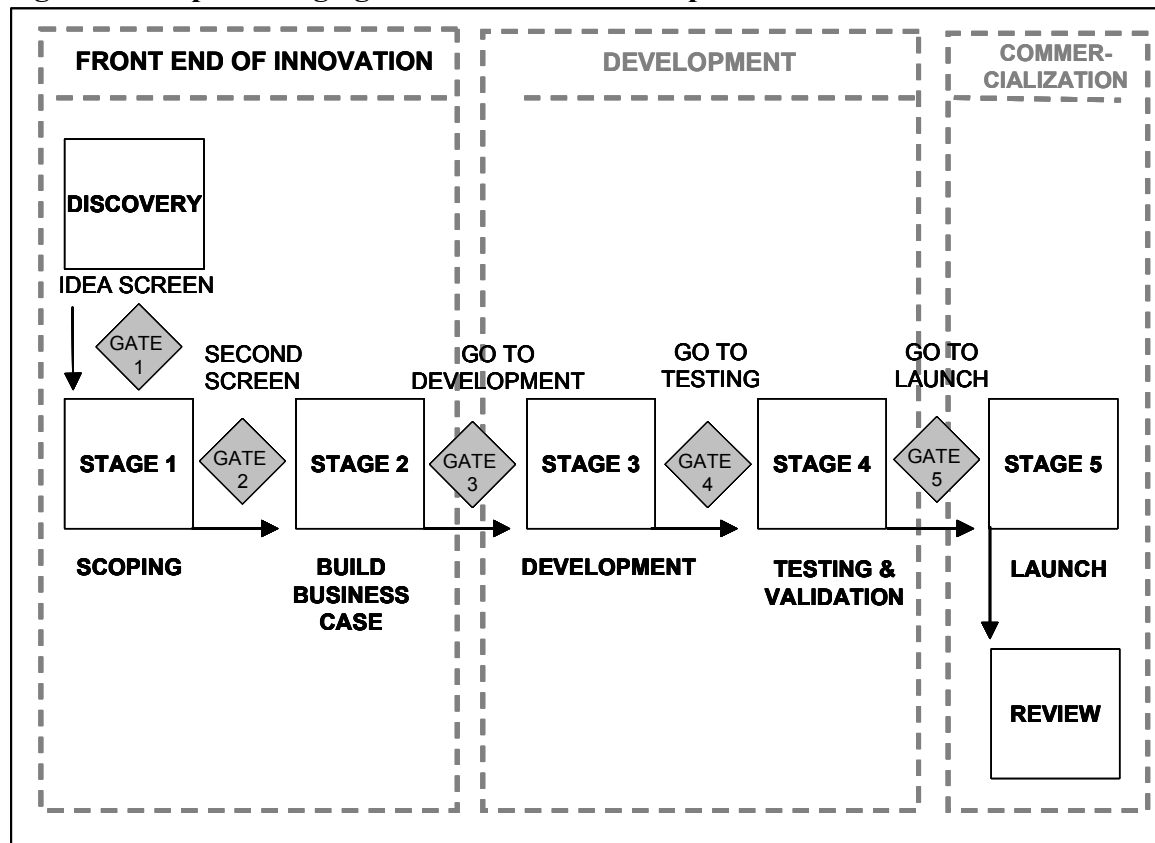 FRONT END OF INNOVATION
DEVELOPMENT
COMMER-
CIALIZATION
DISCOVERY
IDEA SCREEN
GATE
1
SECOND
SCREEN
GO TO
DEVELOPMENT
GO TO
TESTING
GO TO
LAUNCH
STAGE 1
GATE
2
STAGE 2
GATE
3
STAGE 3
GATE
4
STAGE 4
GATE
5
STAGE 5
SCOPING
BUILD
BUSINESS
CASE
DEVELOPMENT
TESTING &
VALIDATION
LAUNCH
REVIEW